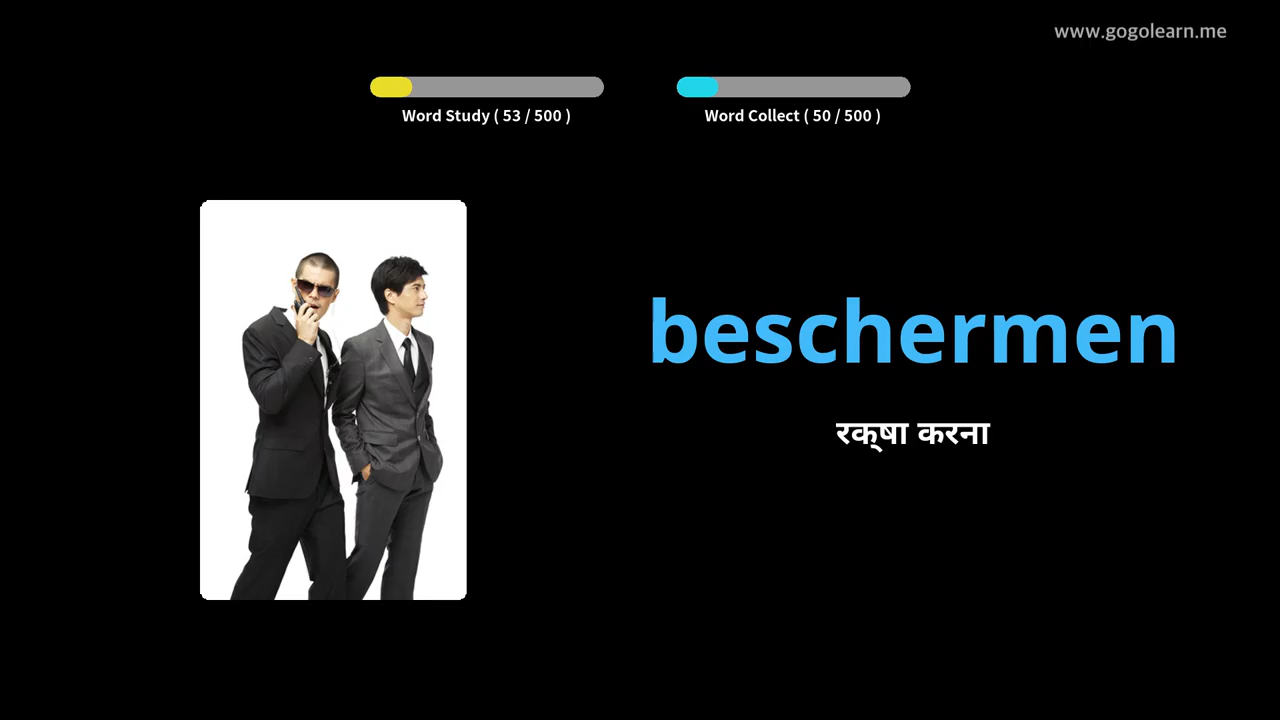 www.gogolearn.me
Word Study ( 53 / 500 )
Word Collect ( 50 / 500 )
beschermen
रक्षा करना